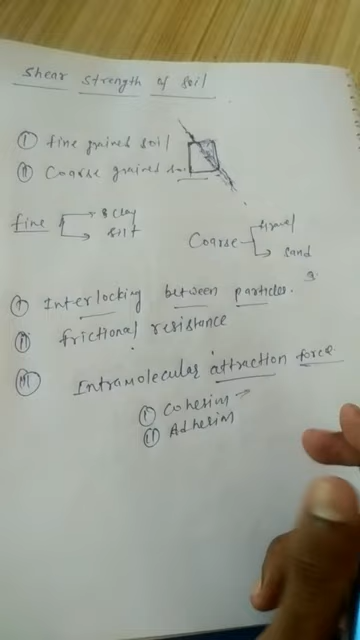 Shear Strength of Soil
(I) fine grained soil
(II) Coarse grained soil
fine → clay
→ silt
Coarse → gravel
→ sand
(I) Interlocking between particles.
(II) frictional resistance
(III) Intramolecular attraction force
(I) Cohesion →
(II) Adhesion